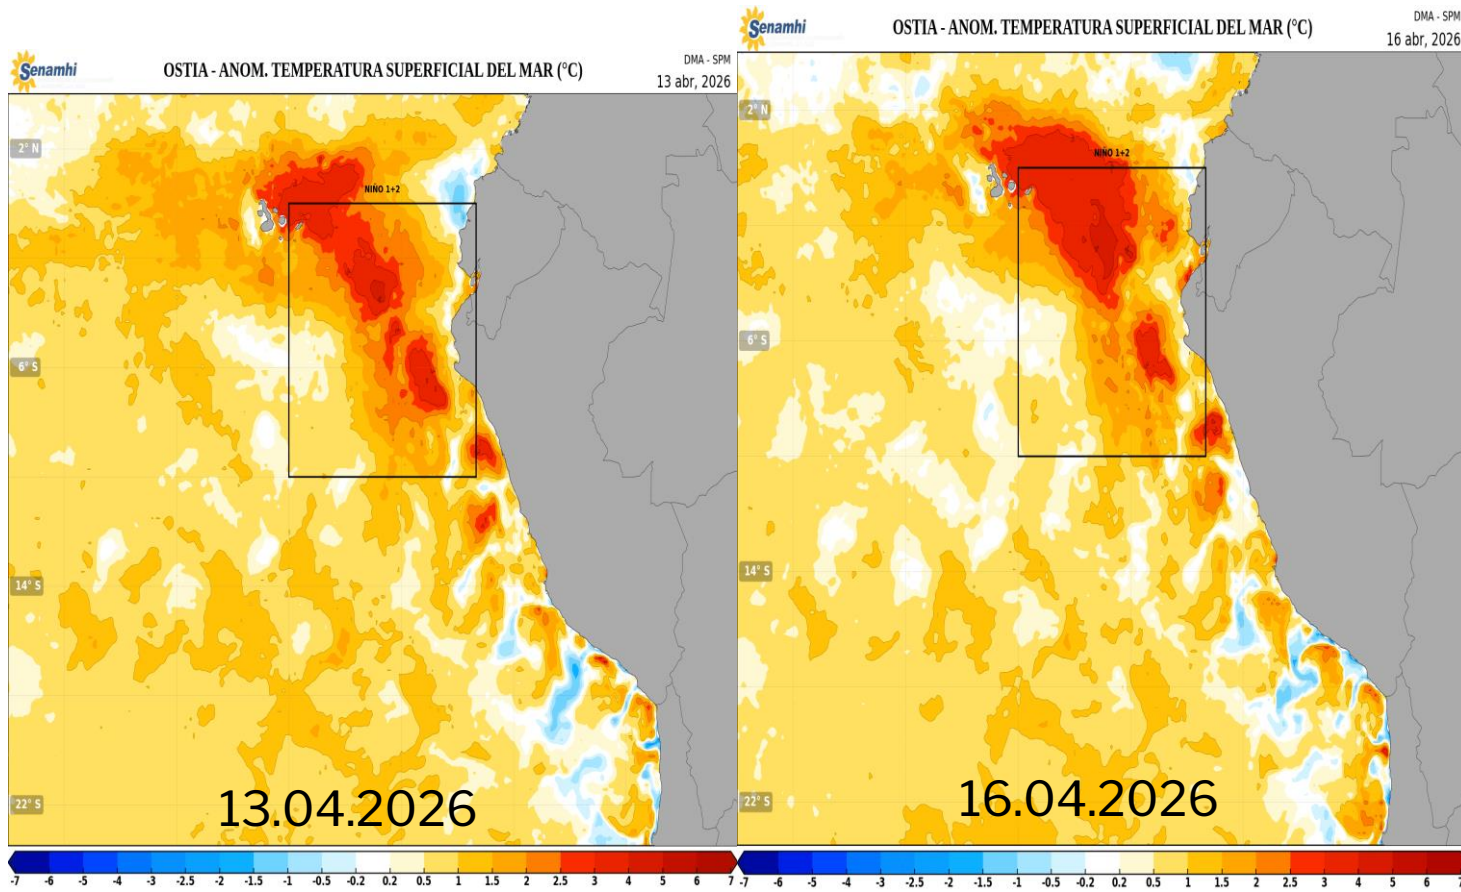 Senamhi
OSTIA - ANOM. TEMPERATURA SUPERFICIAL DEL MAR (°C)
DMA - SPM
13 abr, 2026
2° N
NIÑO 1+2
6° S
14° S
22° S
13.04.2026
-7 -6 -5 -4 -3 -2.5 -2 -1.5 -1 -0.5 -0.2 0.2 0.5 1 1.5 2 2.5 3 4 5 6 7
Senamhi
OSTIA - ANOM. TEMPERATURA SUPERFICIAL DEL MAR (°C)
DMA - SPM
16 abr, 2026
2° N
NIÑO 1+2
6° S
14° S
22° S
16.04.2026
-7 -6 -5 -4 -3 -2.5 -2 -1.5 -1 -0.5 -0.2 0.2 0.5 1 1.5 2 2.5 3 4 5 6 7